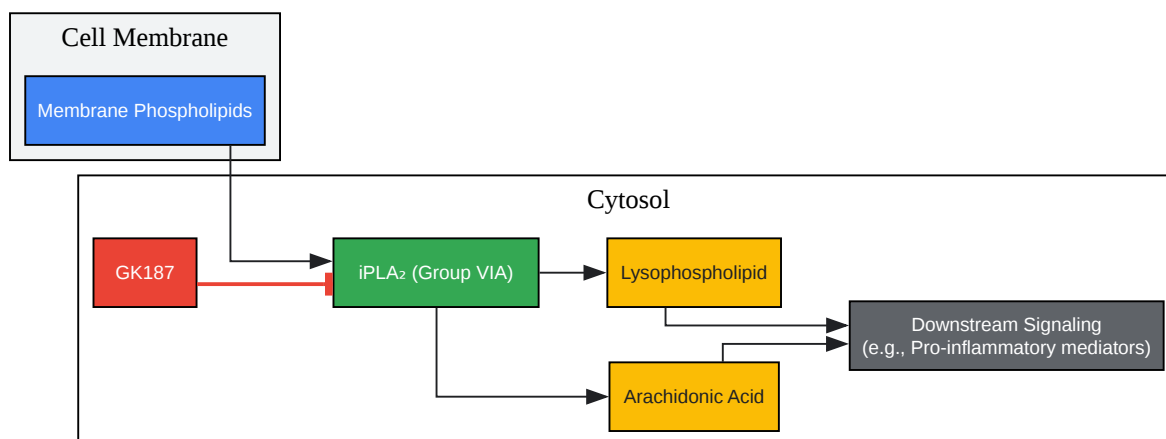 Cell Membrane
Membrane Phospholipids
Cytosol
GK187
iPLA₂ (Group VIA)
Lysophospholipid
Downstream Signaling
(e.g., Pro-inflammatory mediators)
Arachidonic Acid